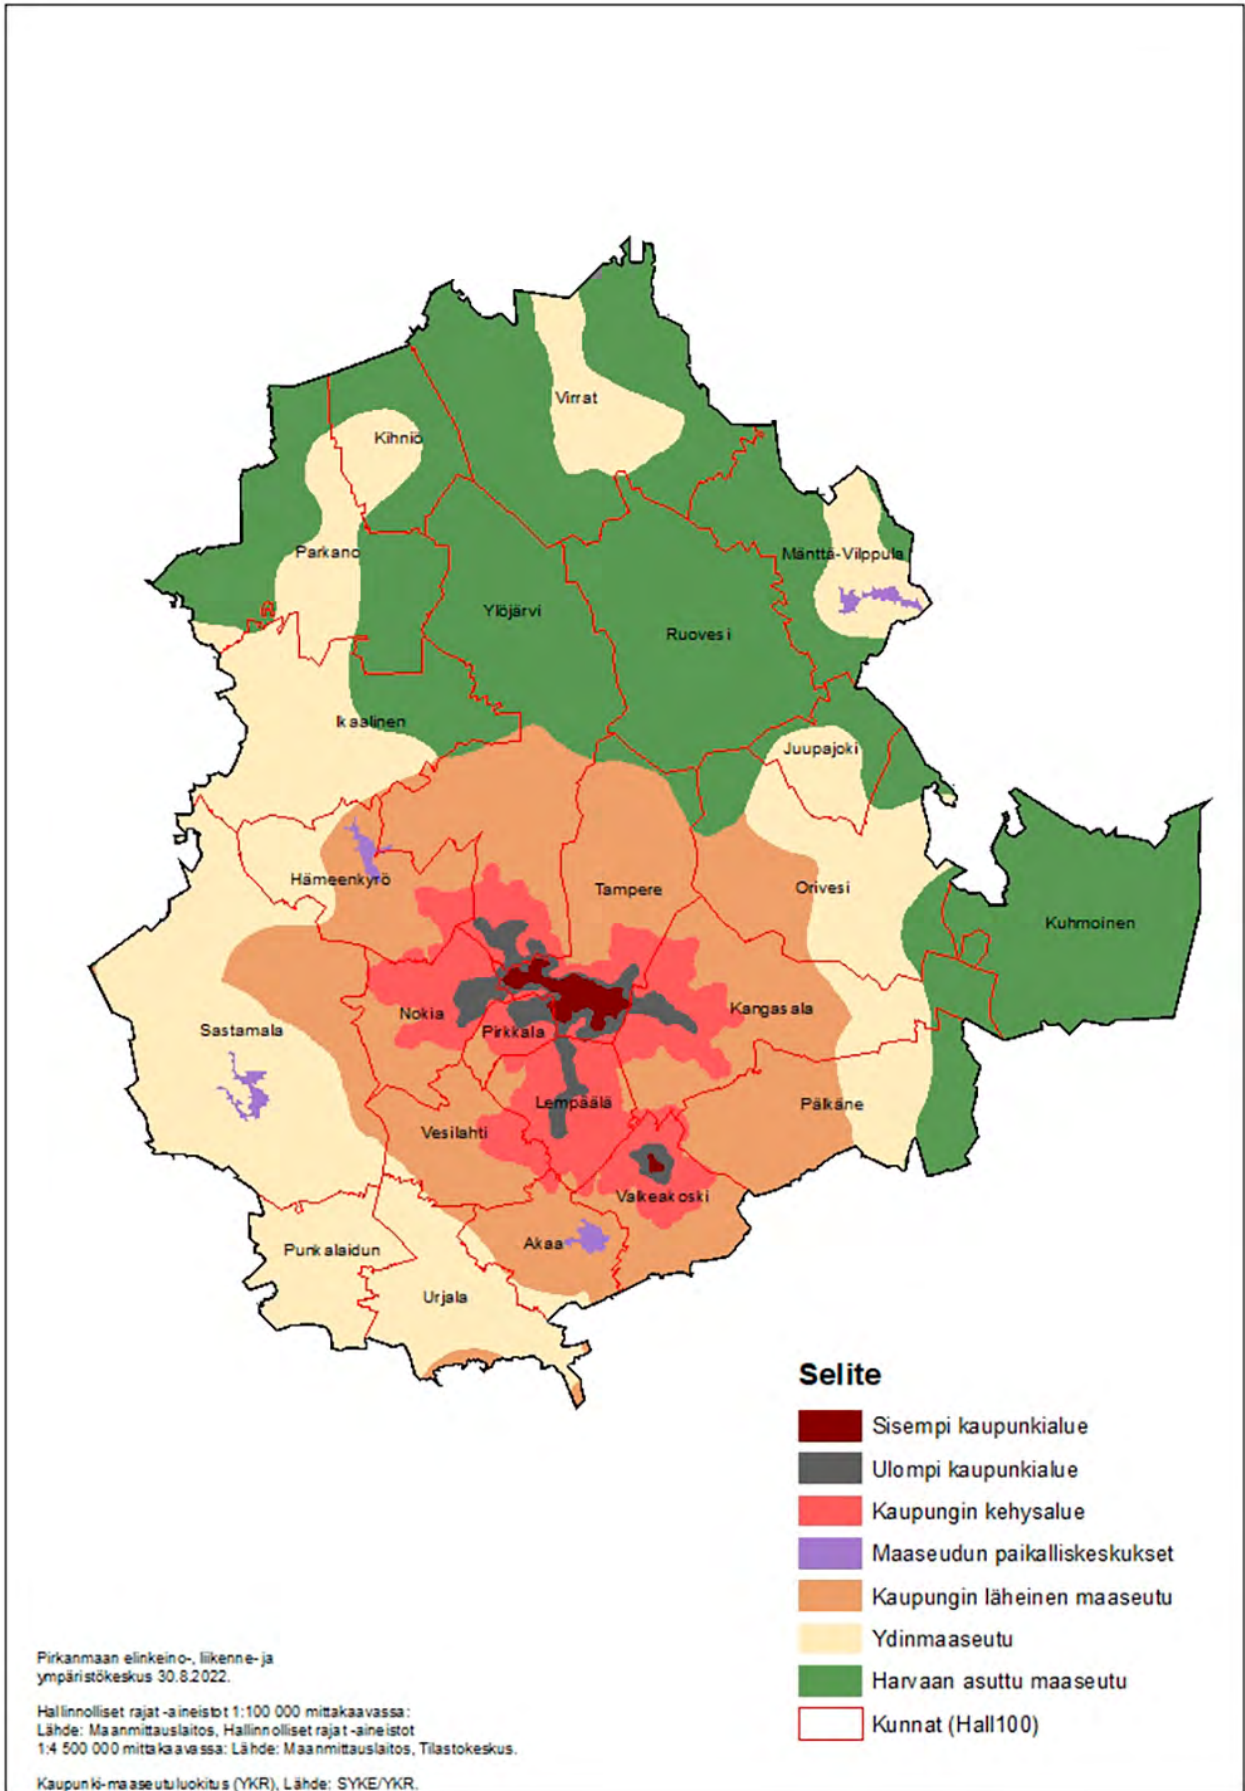 Virrat
Kihniö
Parkano
Mänttä-Vilppula
Ylöjärvi
Ruovesi
Ikaalinen
Juupajoki
Hämeenkyrö
Tampere
Orivesi
Kuhmoinen
Sastamala
Nokia
Pirkkala
Kangasala
Lempäälä
Pälkäne
Vesilahti
Valkeakoski
Akaa
Punkalaidun
Urjala
Selite
Sisempi kaupunkialue
Ulompi kaupunkialue
Kaupungin kehysalue
Maaseudun paikalliskeskukset
Kaupungin läheinen maaseutu
Ydinmaaseutu
Harvaan asuttu maaseutu
Kunnat (Hall100)
Pirkanmaan elinkeino-, liikenne- ja
ympäristökeskus 30.8.2022.
Hallinnolliset rajat -aineistot 1:100 000 mittakaavassa:
Lähde: Maanmittauslaitos, Hallinnolliset rajat -aineistot
1:4 500 000 mittakaavassa: Lähde: Maanmittauslaitos, Tilastokeskus.
Kaupunki-maaseutuluokitus (YKR), Lähde: SYKE/YKR.